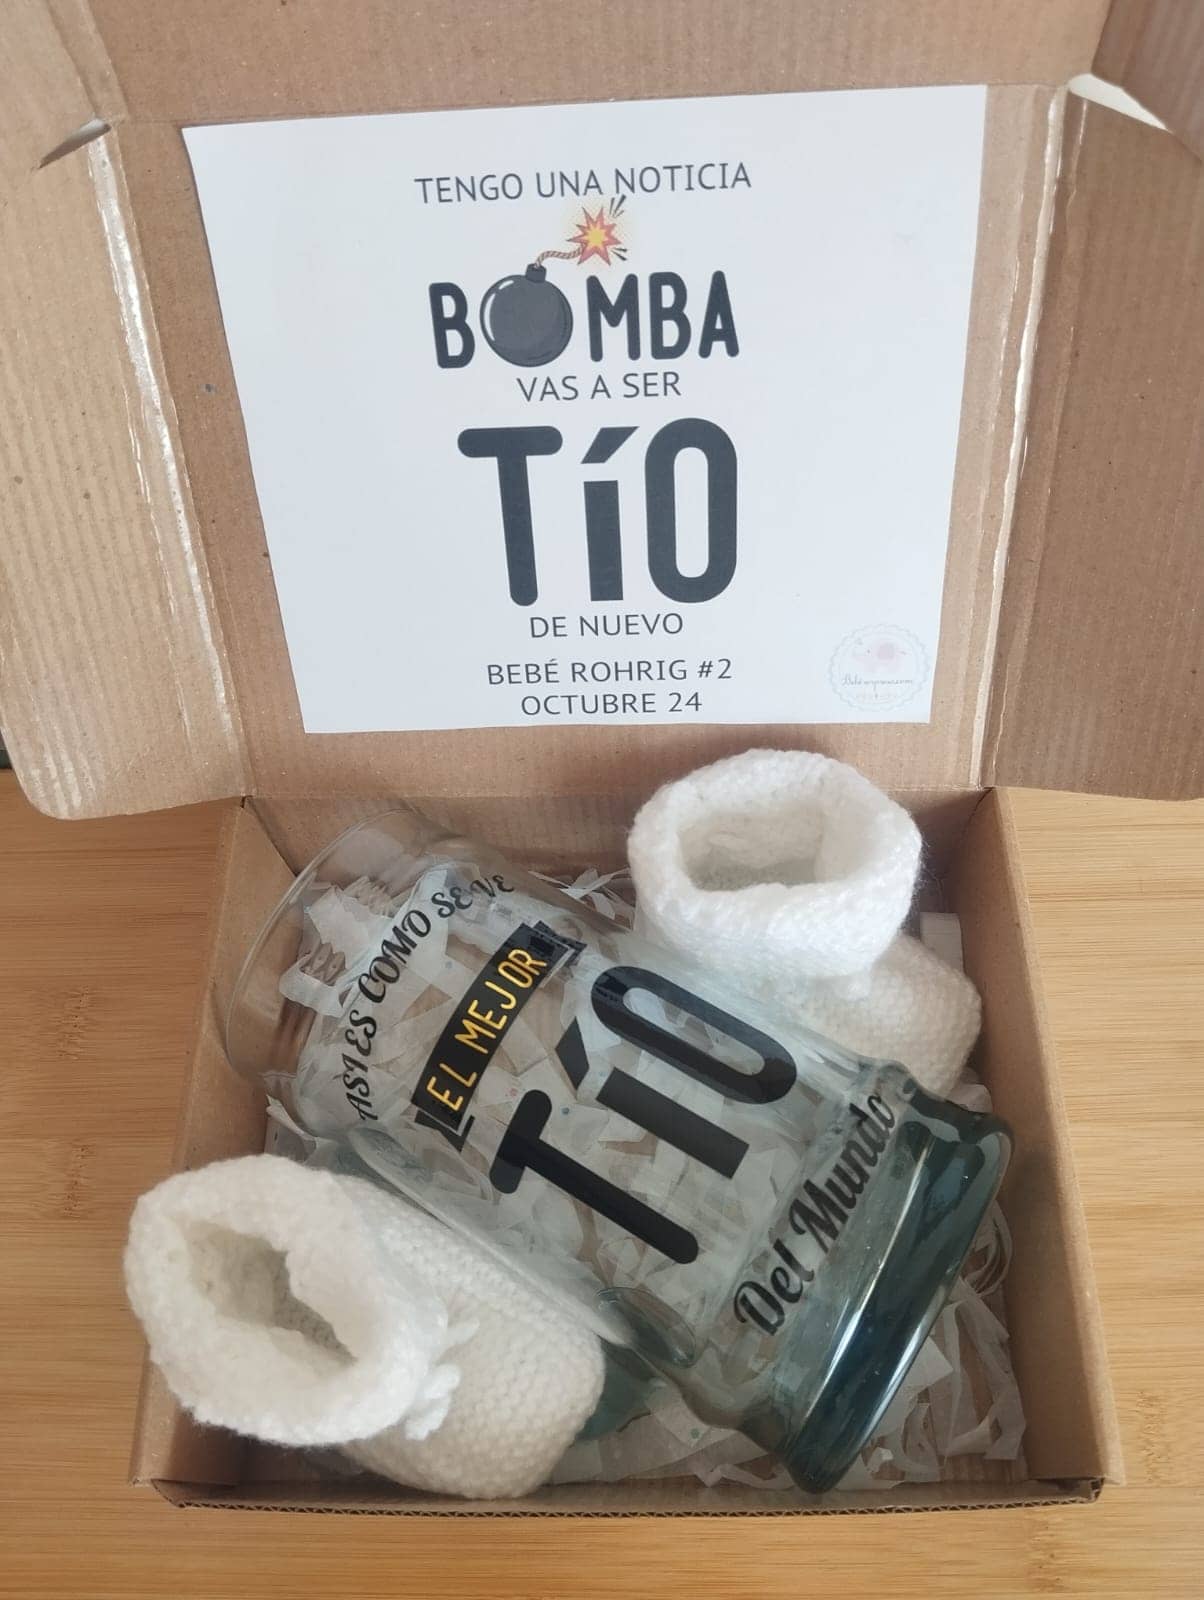 TENGO UNA NOTICIA
BOMBA
VAS A SER
TÍO
DE NUEVO
BEBÉ ROHRIG #2
OCTUBRE 24
ASI ES COMO SE VE
EL MEJOR
TÍO
Del Mundo